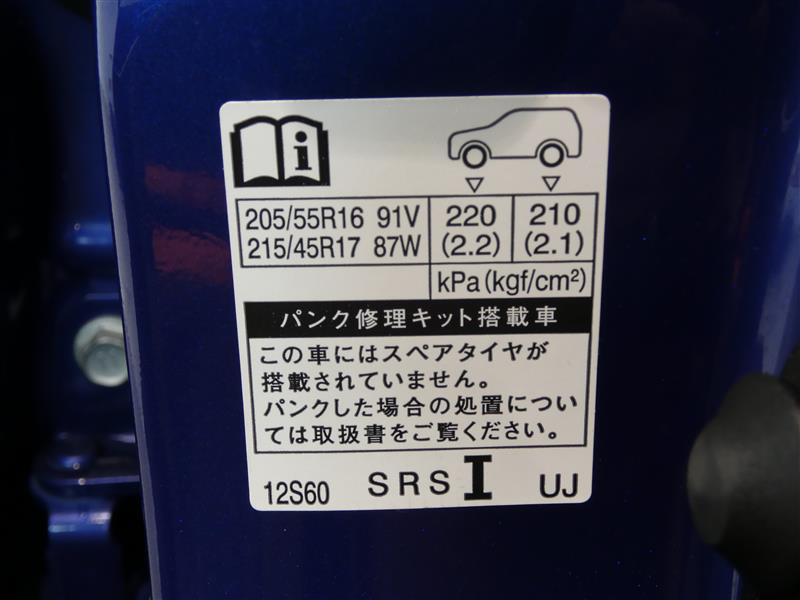 i
205/55R16 91V 220 210
215/45R17 87W (2.2) (2.1)
kPa(kgf/cm²)
パンク修理キット搭載車
この車にはスペアタイヤが
搭載されていません。
パンクした場合の処置につい
ては取扱書をご覧ください。
12S60 SRS I UJ